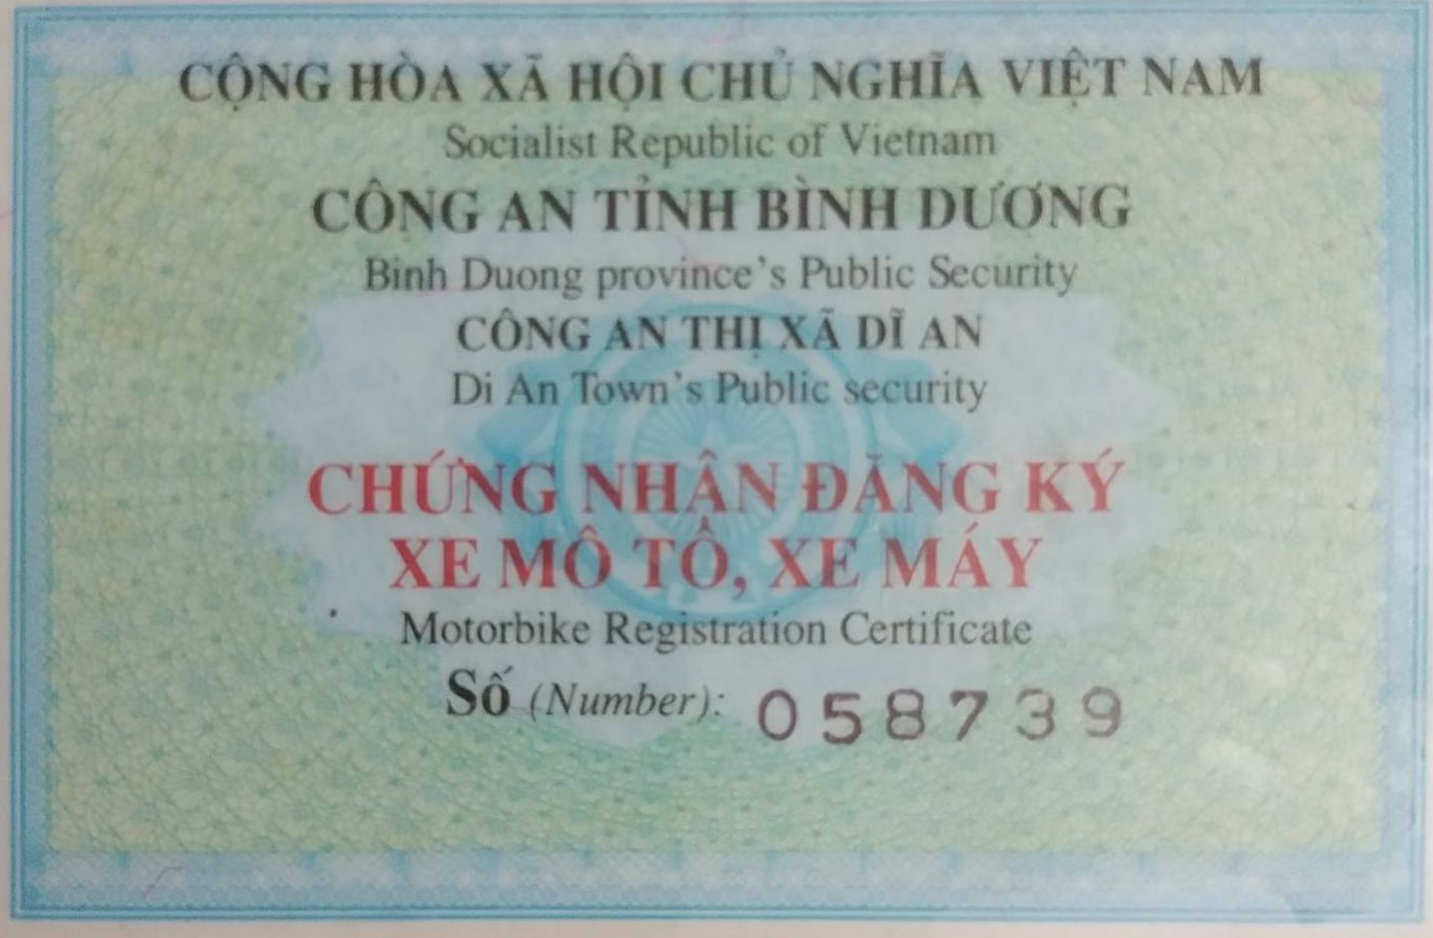 CỘNG HÒA XÃ HỘI CHỦ NGHĨA VIỆT NAM
Socialist Republic of Vietnam
CÔNG AN TỈNH BÌNH DƯƠNG
Binh Duong province's Public Security
CÔNG AN THỊ XÃ DĨ AN
Di An Town's Public security
CHỨNG NHẬN ĐĂNG KÝ
XE MÔ TÔ, XE MÁY
Motorbike Registration Certificate
Số (Number): 058739